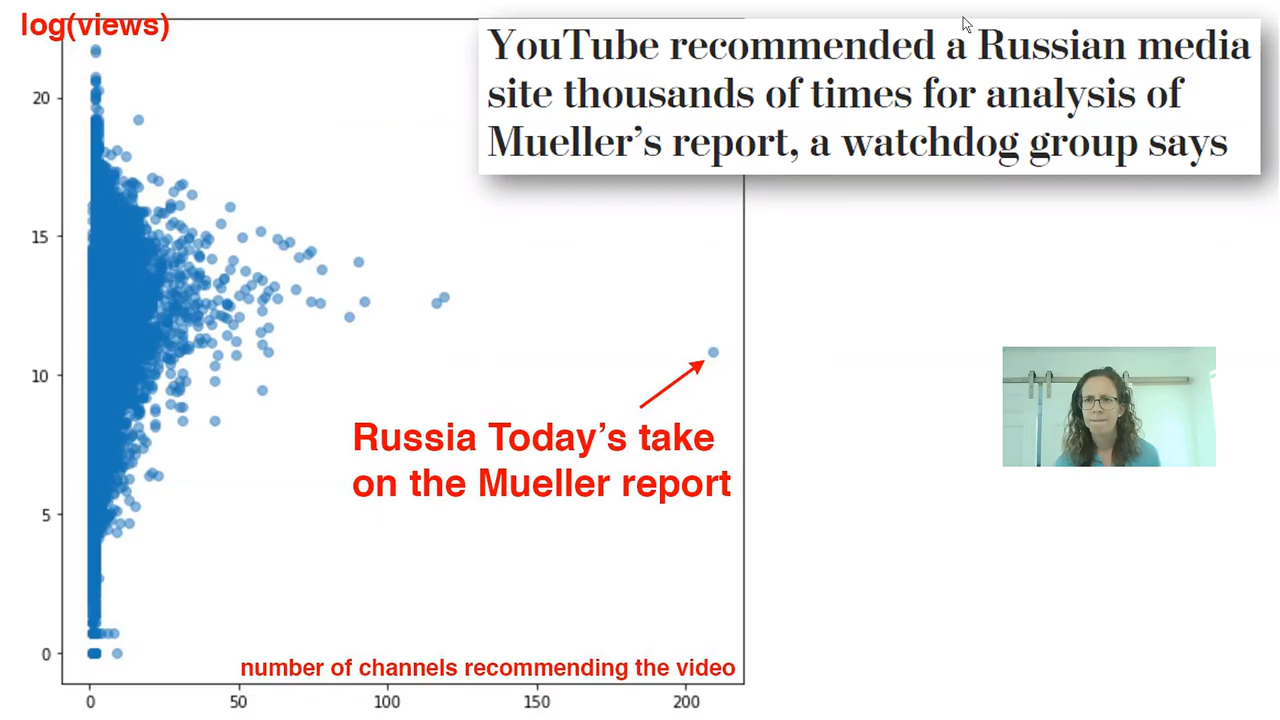 log(views)
YouTube recommended a Russian media
site thousands of times for analysis of
Mueller’s report, a watchdog group says
20
15
10
5
0
Russia Today’s take
on the Mueller report
number of channels recommending the video
0 50 100 150 200